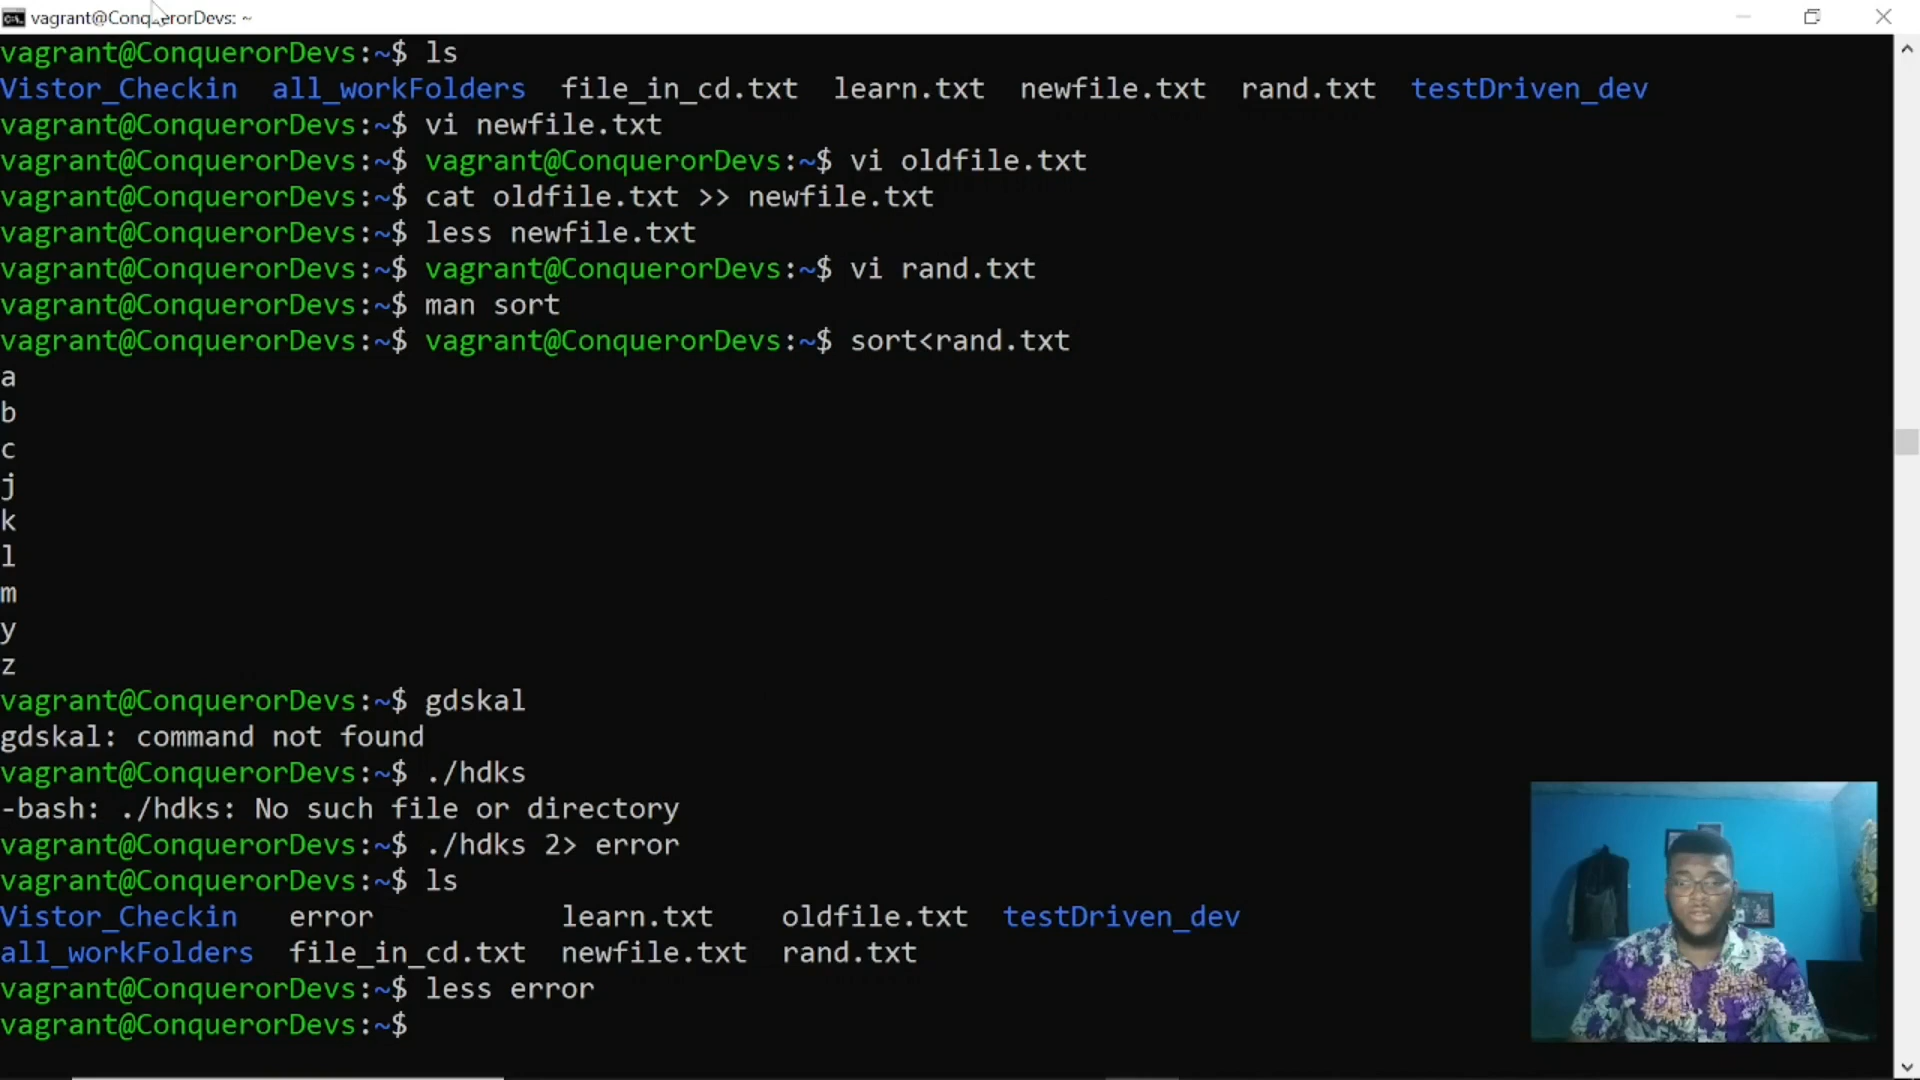 vagrant@ConquerorDevs: ~
vagrant@ConquerorDevs:~$ ls
Vistor_Checkin all_workFolders file_in_cd.txt learn.txt newfile.txt rand.txt testDriven_dev
vagrant@ConquerorDevs:~$ vi newfile.txt
vagrant@ConquerorDevs:~$ vagrant@ConquerorDevs:~$ vi oldfile.txt
vagrant@ConquerorDevs:~$ cat oldfile.txt >> newfile.txt
vagrant@ConquerorDevs:~$ less newfile.txt
vagrant@ConquerorDevs:~$ vagrant@ConquerorDevs:~$ vi rand.txt
vagrant@ConquerorDevs:~$ man sort
vagrant@ConquerorDevs:~$ vagrant@ConquerorDevs:~$ sort<rand.txt
a
b
c
j
k
l
m
y
z
vagrant@ConquerorDevs:~$ gdskal
gdskal: command not found
vagrant@ConquerorDevs:~$ ./hdks
-bash: ./hdks: No such file or directory
vagrant@ConquerorDevs:~$ ./hdks 2> error
vagrant@ConquerorDevs:~$ ls
Vistor_Checkin error learn.txt oldfile.txt testDriven_dev
all_workFolders file_in_cd.txt newfile.txt rand.txt
vagrant@ConquerorDevs:~$ less error
vagrant@ConquerorDevs:~$